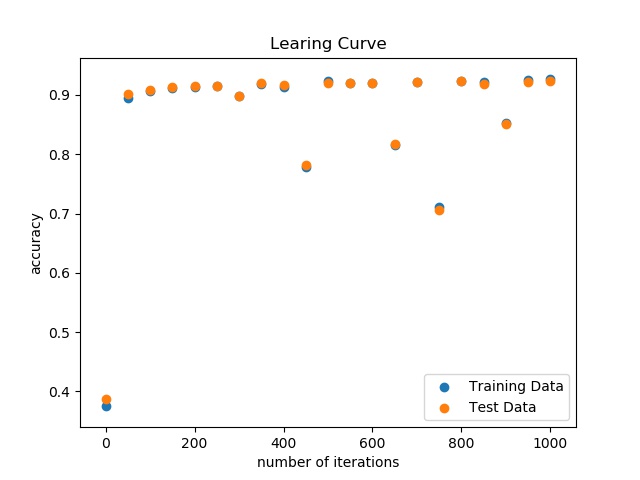 Learing Curve
accuracy
0.9
0.8
0.7
0.6
0.5
0.4
0 200 400 600 800 1000
number of iterations
Training Data
Test Data